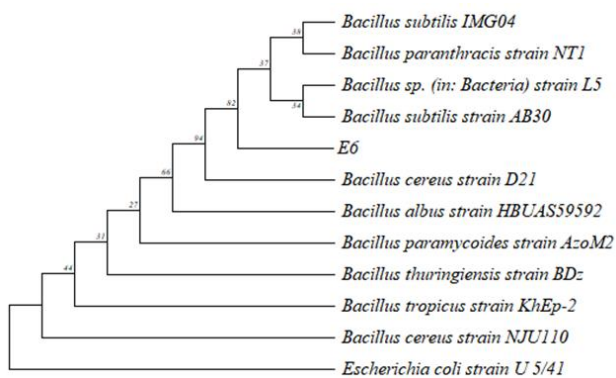 Bacillus subtilis IMG04
38
Bacillus paranthracis strain NT1
37
Bacillus sp. (in: Bacteria) strain L5
34
Bacillus subtilis strain AB30
82
E6
94
Bacillus cereus strain D21
66
Bacillus albus strain HBUAS59592
27
Bacillus paramycoides strain AzoM2
31
Bacillus thuringiensis strain BDz
44
Bacillus tropicus strain KhEp-2
Bacillus cereus strain NJU110
Escherichia coli strain U 5/41